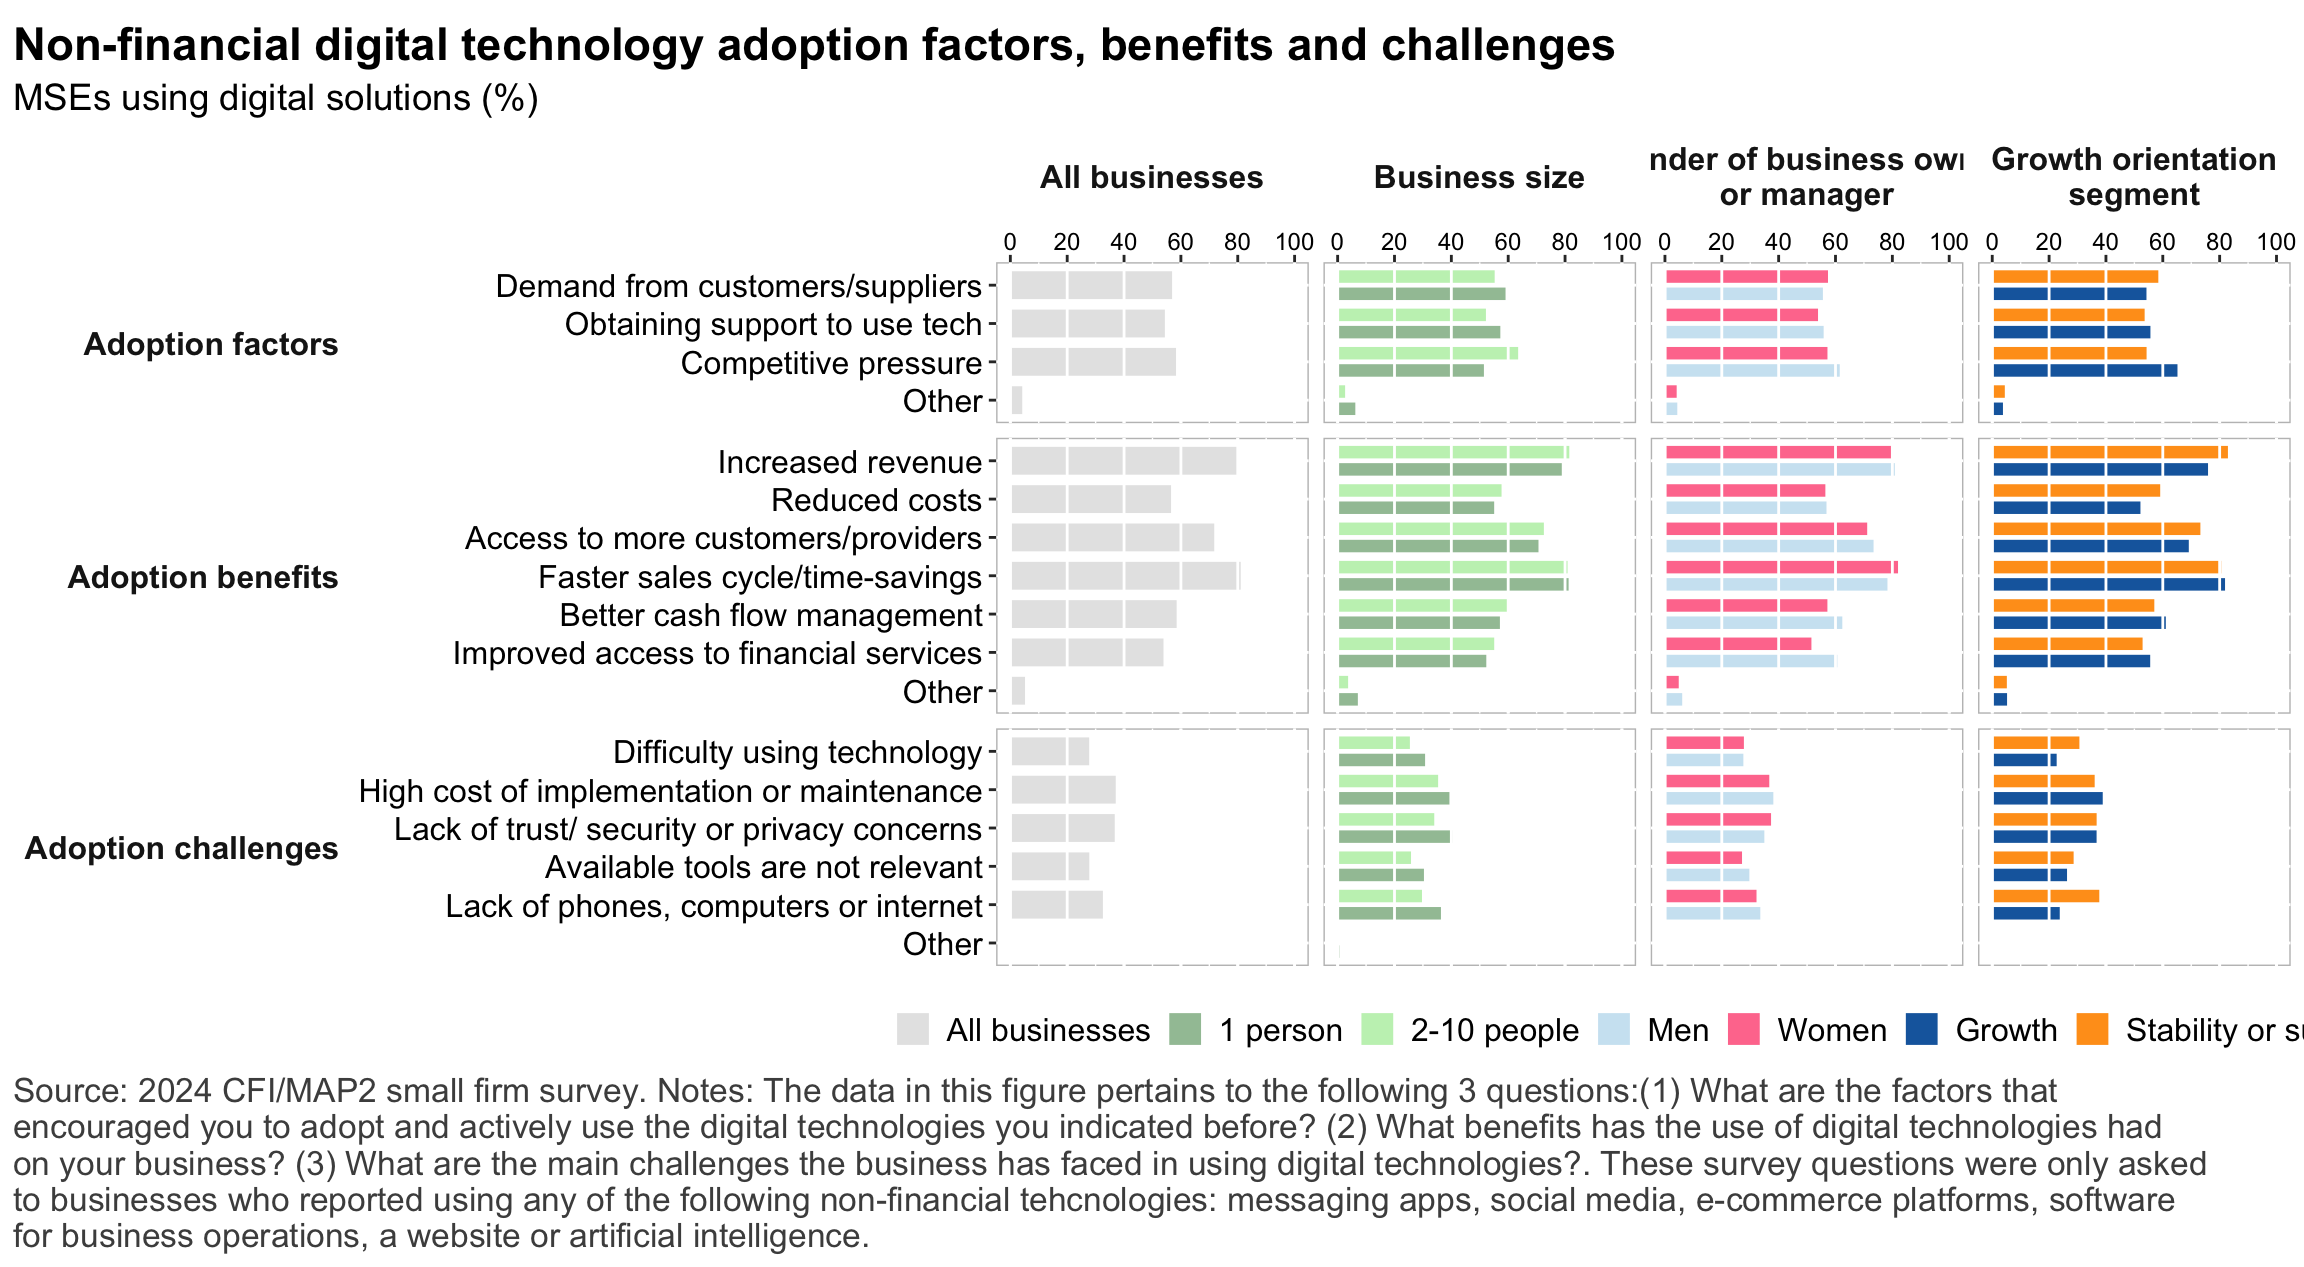 Non-financial digital technology adoption factors, benefits and challenges
MSEs using digital solutions (%)
All businesses
Business size
nder of business own
or manager
Growth orientation
segment
0 20 40 60 80 100
0 20 40 60 80 100
0 20 40 60 80 100
0 20 40 60 80 100
Adoption factors
Demand from customers/suppliers
Obtaining support to use tech
Competitive pressure
Other
Adoption benefits
Increased revenue
Reduced costs
Access to more customers/providers
Faster sales cycle/time-savings
Better cash flow management
Improved access to financial services
Other
Adoption challenges
Difficulty using technology
High cost of implementation or maintenance
Lack of trust/ security or privacy concerns
Available tools are not relevant
Lack of phones, computers or internet
Other
All businesses 1 person 2-10 people Men Women Growth Stability or su
Source: 2024 CFI/MAP2 small firm survey. Notes: The data in this figure pertains to the following 3 questions:(1) What are the factors that
encouraged you to adopt and actively use the digital technologies you indicated before? (2) What benefits has the use of digital technologies had
on your business? (3) What are the main challenges the business has faced in using digital technologies?. These survey questions were only asked
to businesses who reported using any of the following non-financial tehcnologies: messaging apps, social media, e-commerce platforms, software
for business operations, a website or artificial intelligence.